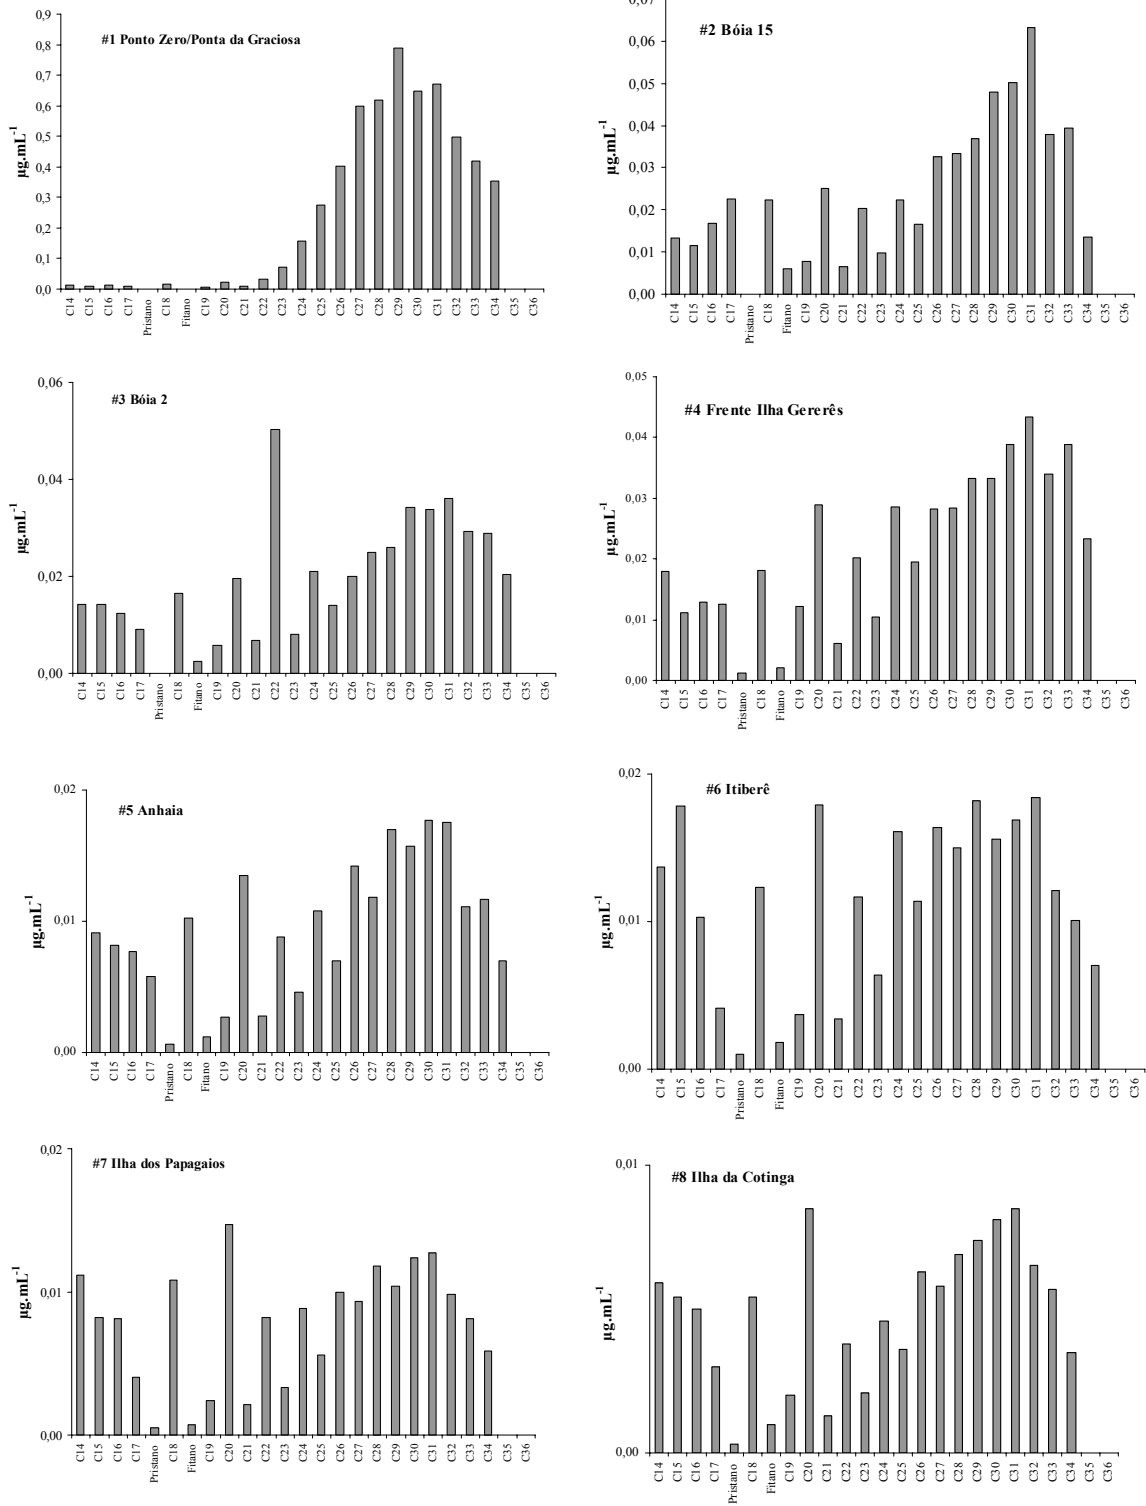 #1 Ponto Zero/Ponta da Graciosa
µg.mL-1
0,9
0,8
0,7
0,6
0,5
0,4
0,3
0,2
0,1
0,0
C14 C15 C16 C17 Pristano C18 Fitano C19 C20 C21 C22 C23 C24 C25 C26 C27 C28 C29 C30 C31 C32 C33 C34 C35 C36
#2 Bóia 15
µg.mL-1
0,07
0,06
0,05
0,04
0,03
0,02
0,01
0,00
C14 C15 C16 C17 Pristano C18 Fitano C19 C20 C21 C22 C23 C24 C25 C26 C27 C28 C29 C30 C31 C32 C33 C34 C35 C36
#3 Bóia 2
µg.mL-1
0,06
0,04
0,02
0,00
C14 C15 C16 C17 Pristano C18 Fitano C19 C20 C21 C22 C23 C24 C25 C26 C27 C28 C29 C30 C31 C32 C33 C34 C35 C36
#4 Frente Ilha Gererês
µg.mL-1
0,05
0,04
0,03
0,02
0,01
0,00
C14 C15 C16 C17 Pristano C18 Fitano C19 C20 C21 C22 C23 C24 C25 C26 C27 C28 C29 C30 C31 C32 C33 C34 C35 C36
#5 Anhaia
µg.mL-1
0,02
0,01
0,00
C14 C15 C16 C17 Pristano C18 Fitano C19 C20 C21 C22 C23 C24 C25 C26 C27 C28 C29 C30 C31 C32 C33 C34 C35 C36
#6 Itiberê
µg.mL-1
0,02
0,01
0,00
C14 C15 C16 C17 Pristano C18 Fitano C19 C20 C21 C22 C23 C24 C25 C26 C27 C28 C29 C30 C31 C32 C33 C34 C35 C36
#7 Ilha dos Papagaios
µg.mL-1
0,02
0,01
0,00
C14 C15 C16 C17 Pristano C18 Fitano C19 C20 C21 C22 C23 C24 C25 C26 C27 C28 C29 C30 C31 C32 C33 C34 C35 C36
#8 Ilha da Cotinga
µg.mL-1
0,01
0,00
C14 C15 C16 C17 Pristano C18 Fitano C19 C20 C21 C22 C23 C24 C25 C26 C27 C28 C29 C30 C31 C32 C33 C34 C35 C36